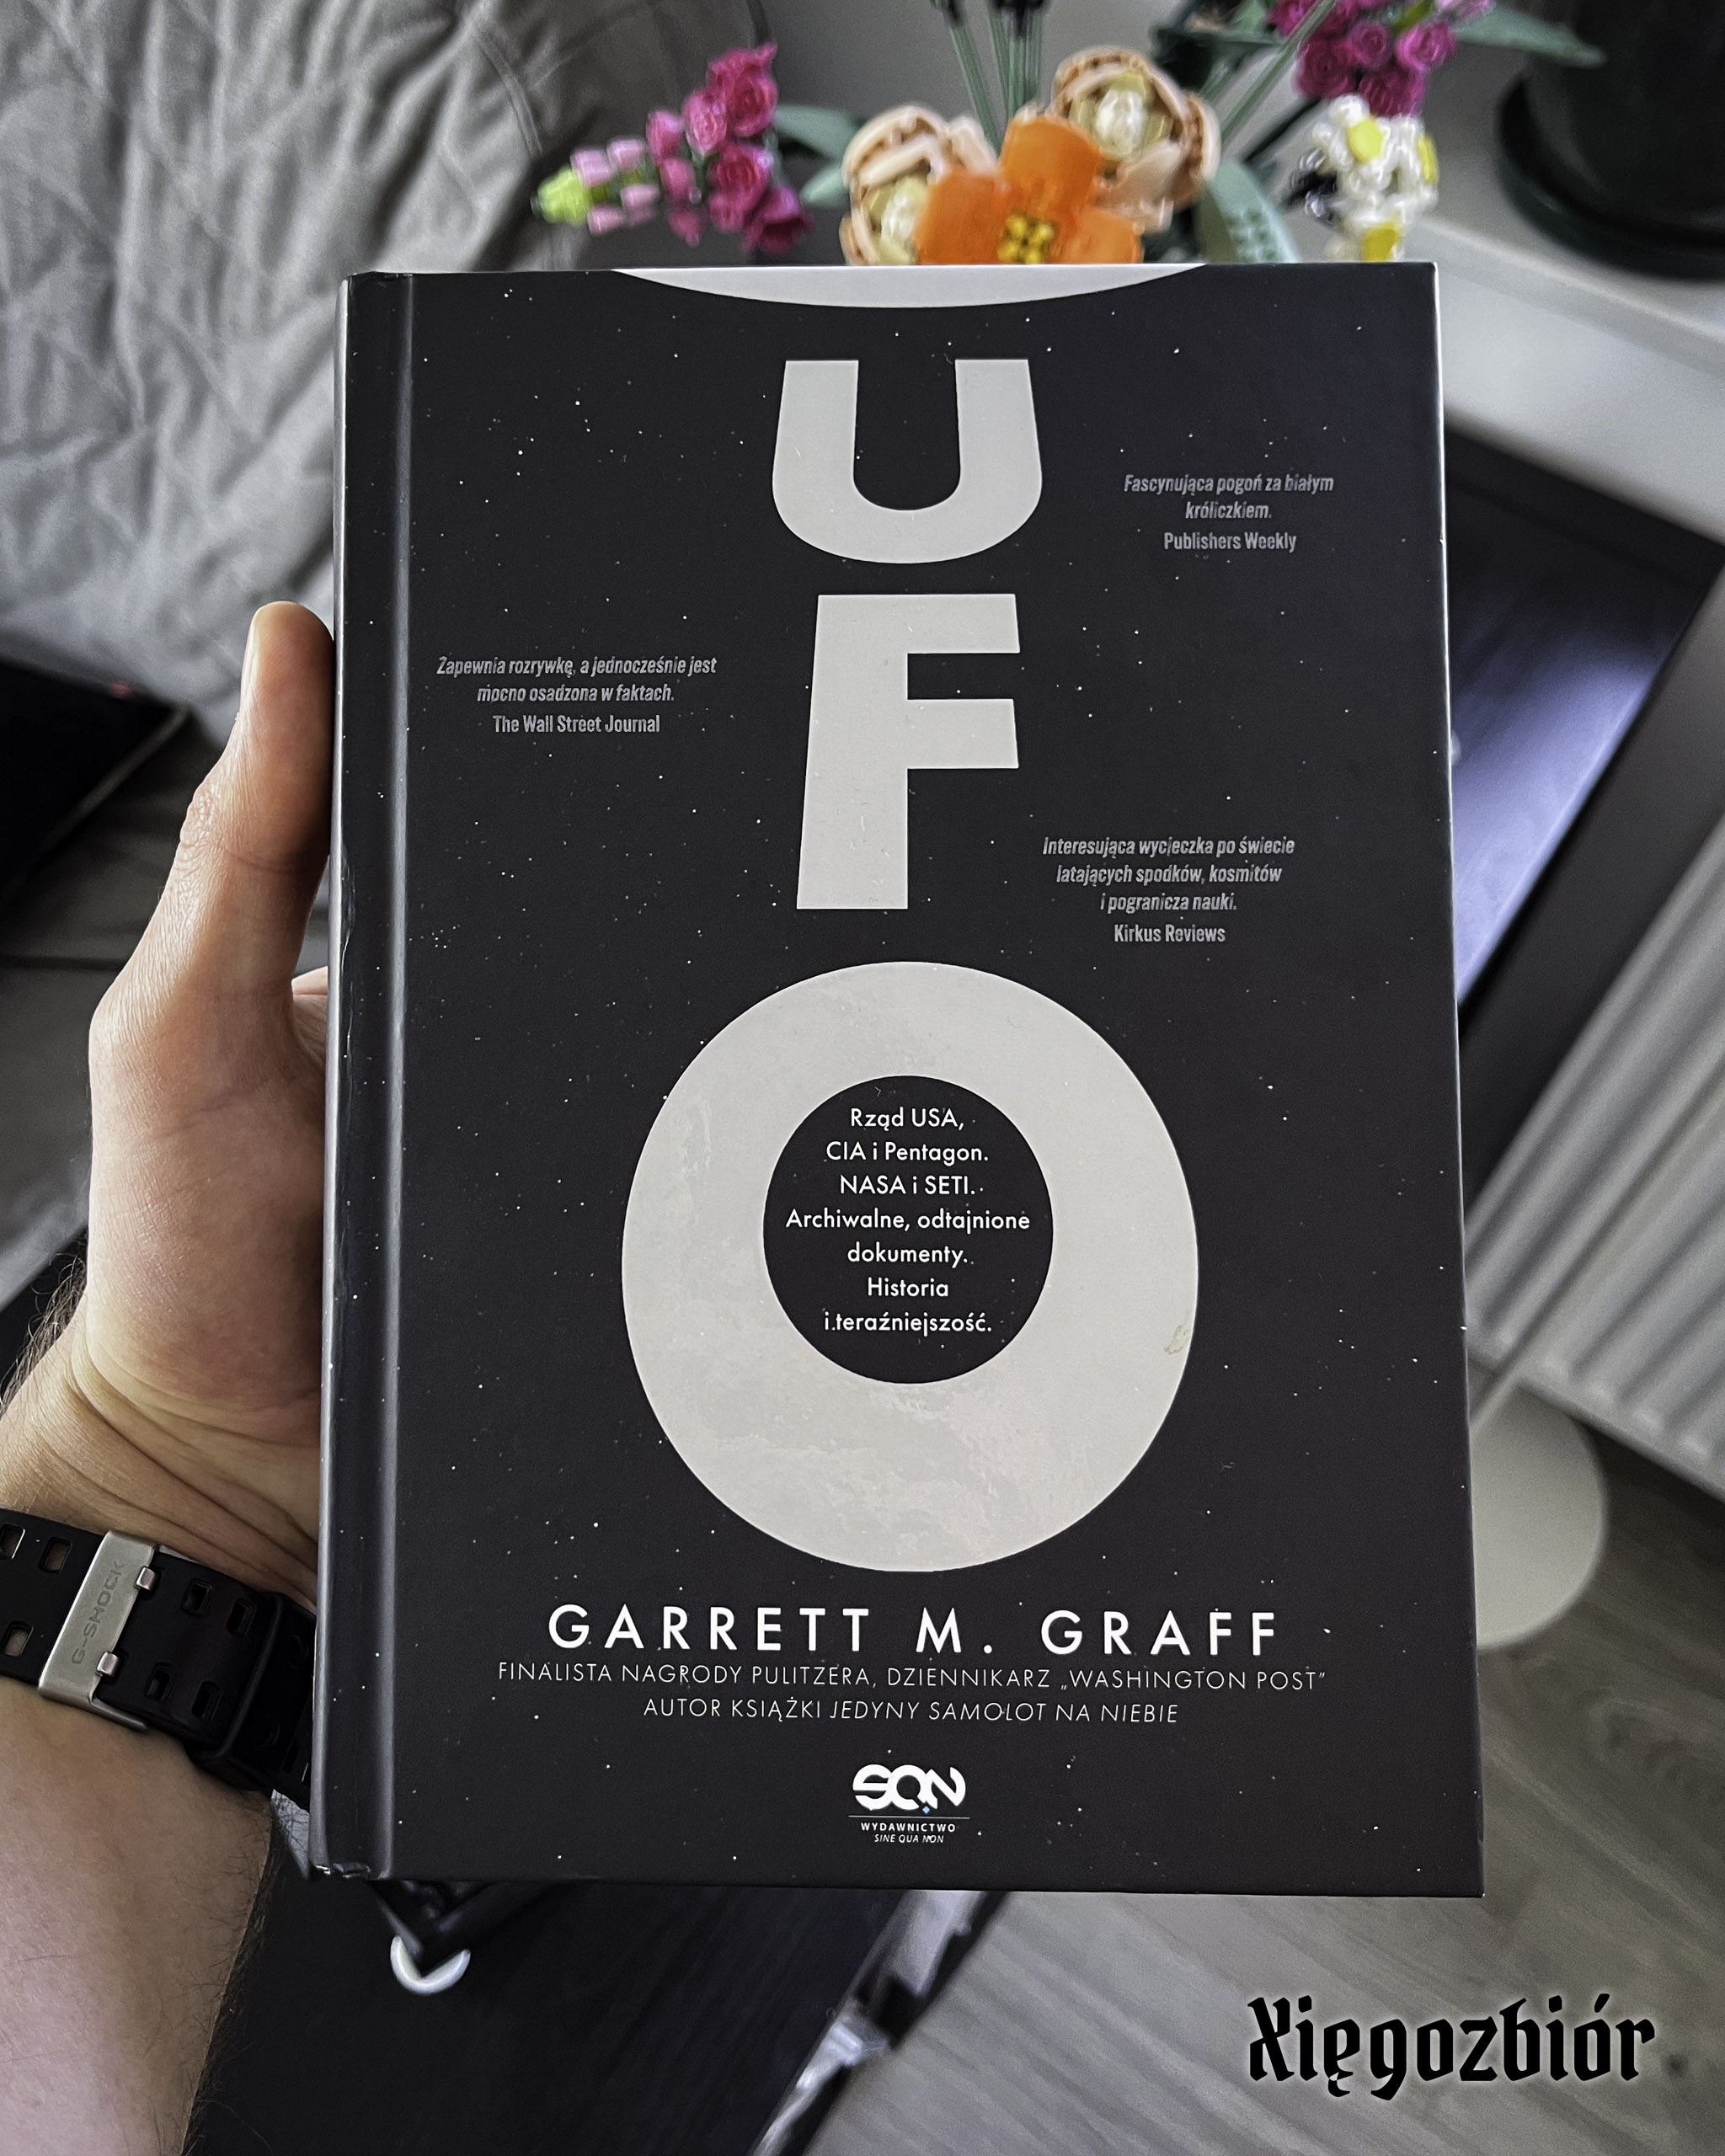 U
F
O
Fascynująca pogoń za białym
króliczkiem.
Publishers Weekly
Zapewnia rozrywkę, a jednocześnie jest
mocno osadzona w faktach.
The Wall Street Journal
Interesująca wycieczka po świecie
latających spodków, kosmitów
i pogranicza nauki.
Kirkus Reviews
Rząd USA,
CIA i Pentagon.
NASA i SETI.
Archiwalne, odtajnione
dokumenty.
Historia
i teraźniejszość.
GARRETT M. GRAFF
FINALISTA NAGRODY PULITZERA, DZIENNIKARZ „WASHINGTON POST”
AUTOR KSIĄŻKI JEDYNY SAMOLOT NA NIEBIE
SQN
WYDAWNICTWO
SINE QUA NON
G-SHOCK
Xięgozbiór